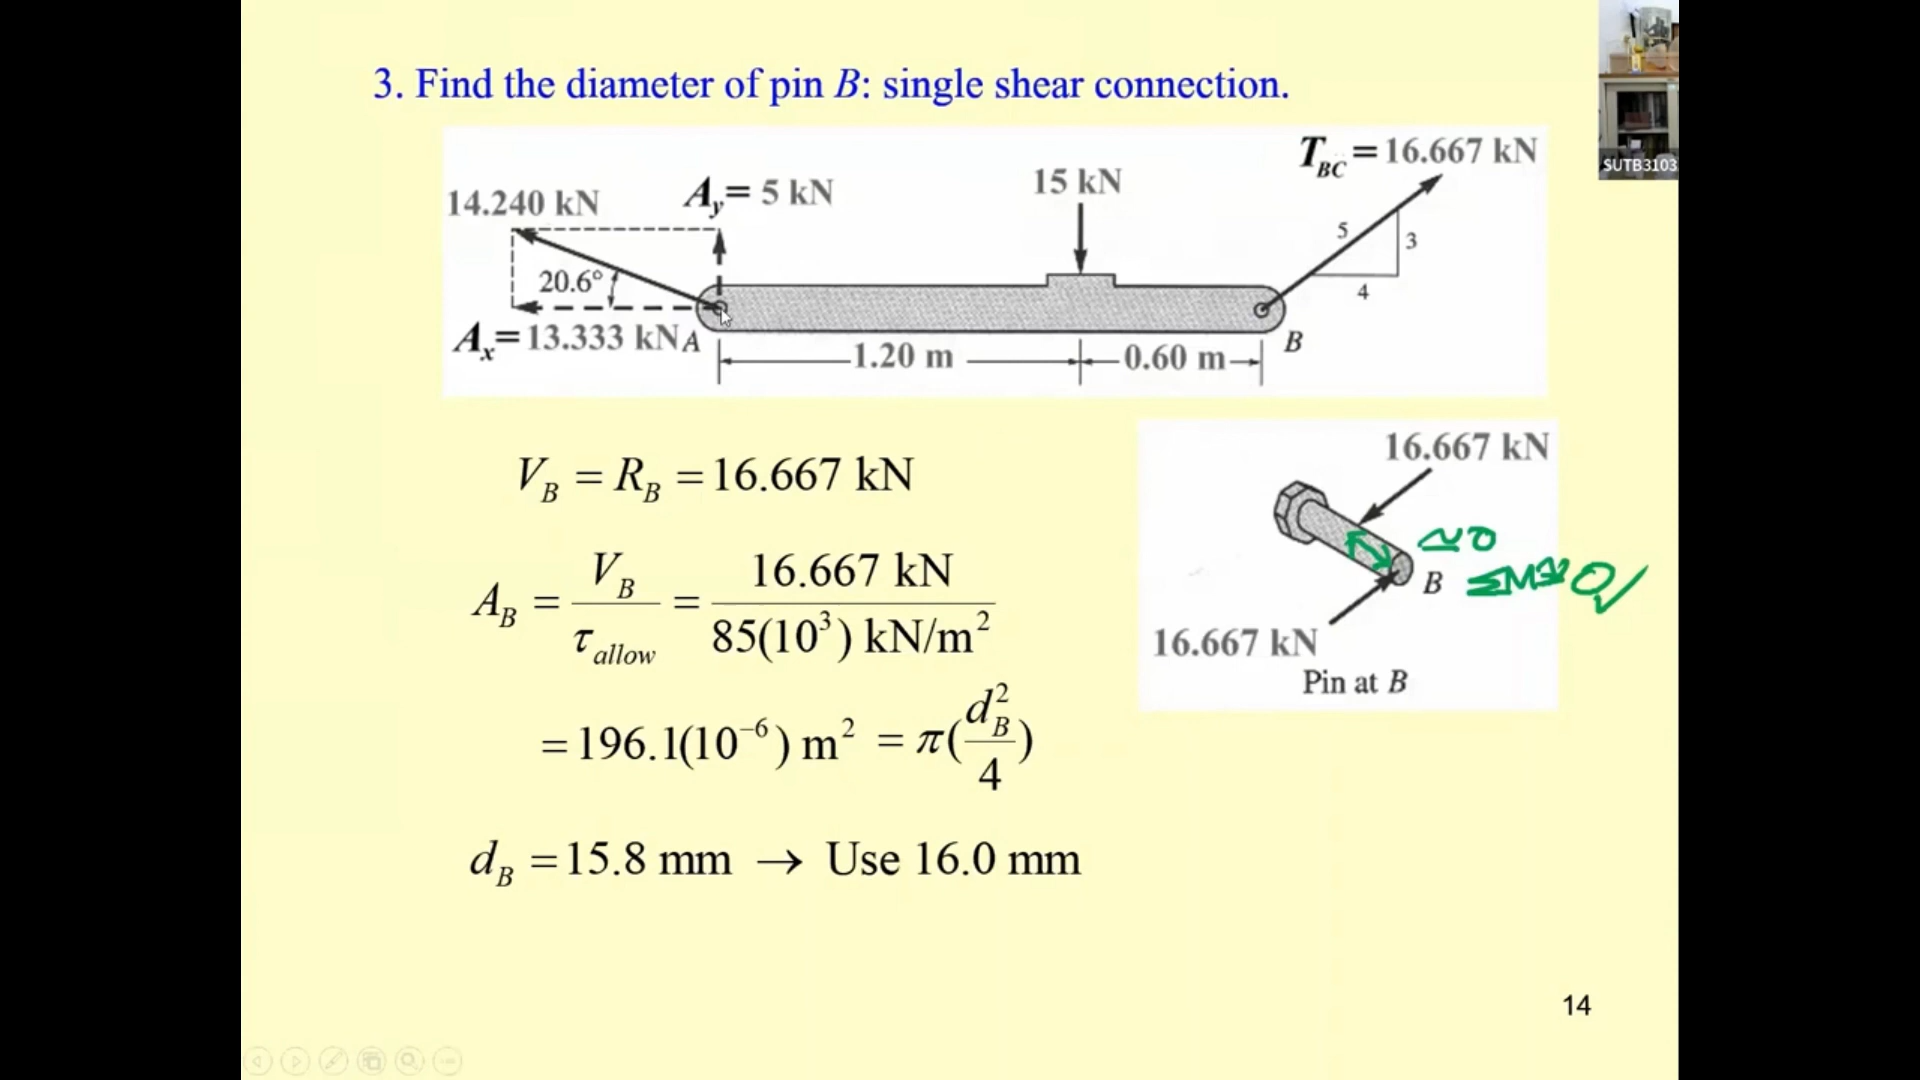 3. Find the diameter of pin B: single shear connection.
SUTB3103
T_BC = 16.667 kN
14.240 kN
A_y = 5 kN
15 kN
5
3
4
20.6°
A_x = 13.333 kN
A
B
1.20 m
0.60 m
V_B = R_B = 16.667 kN
A_B = V_B / τ_allow = 16.667 kN / 85(10³) kN/m²
= 196.1(10⁻⁶) m² = π(d_B²/4)
d_B = 15.8 mm → Use 16.0 mm
16.667 kN
B
16.667 kN
Pin at B
14